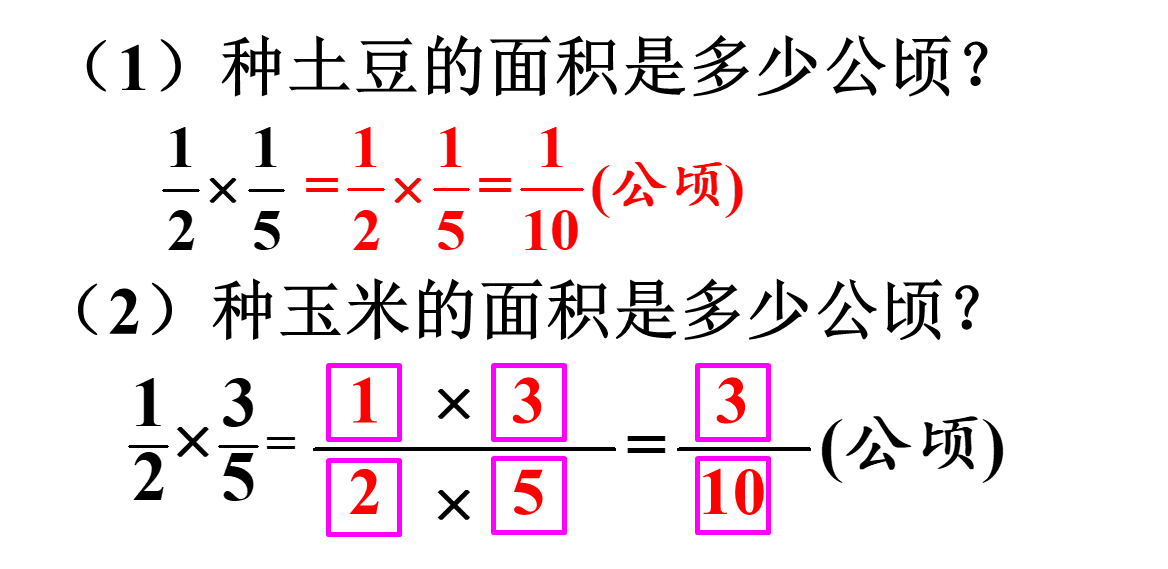 （1）种土豆的面积是多少公顷？
1/2 × 1/5 = 1/2 × 1/5 = 1/10 (公顷)
（2）种玉米的面积是多少公顷？
1/2 × 3/5 = (1 × 3)/(2 × 5) = 3/10 (公顷)